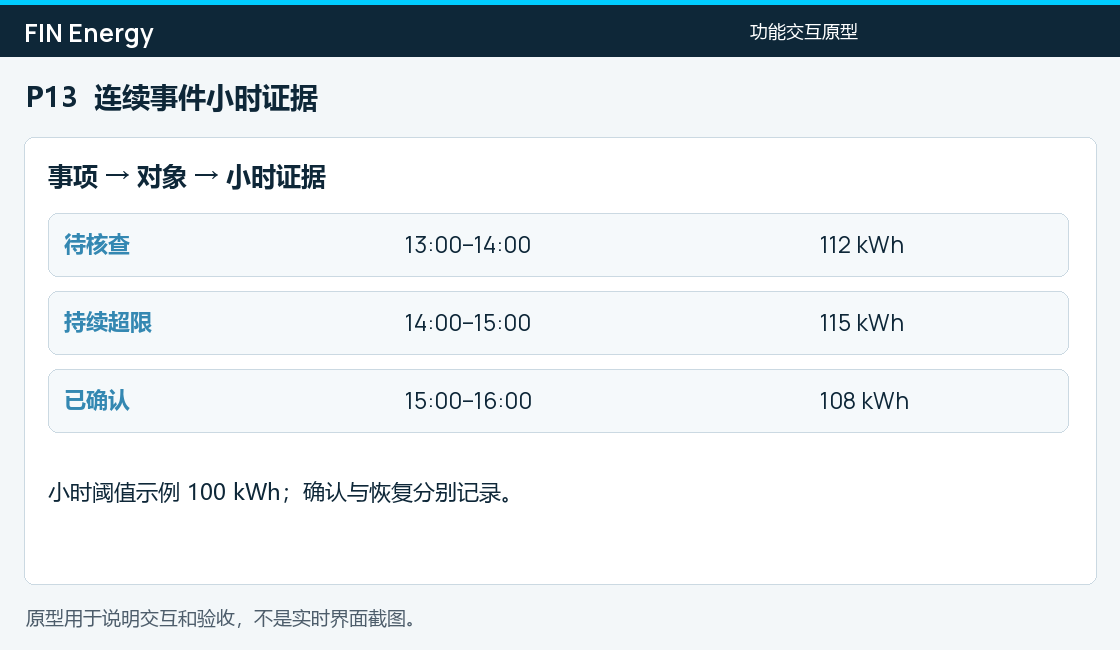 FIN Energy 功能交互原型
P13 连续事件小时证据
事项 → 对象 → 小时证据
待核查 13:00–14:00 112 kWh
持续超限 14:00–15:00 115 kWh
已确认 15:00–16:00 108 kWh
小时阈值示例 100 kWh；确认与恢复分别记录。
原型用于说明交互和验收，不是实时界面截图。